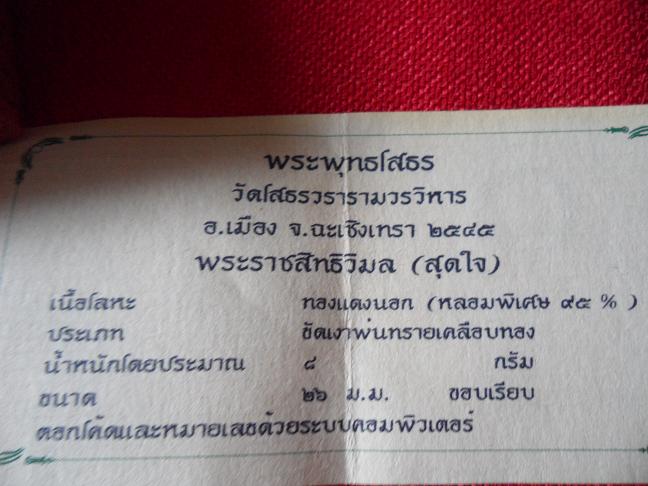 พระพุทธโสธร
วัดโสธรวรารามวรวิหาร
อ.เมือง จ.ฉะเชิงเทรา ๒๕๔๕
พระราชสิทธิวิมล (สุดใจ)
เนื้อโลหะ ทองแดงนอก (หลอมพิเศษ ๙๕ % )
ประเภท ขัดเงาพ่นทรายเคลือบทอง
น้ำหนักโดยประมาณ ๘ กรัม
ขนาด ๒๖ ม.ม. ขอบเรียบ
ตอกโค้ดและหมายเลขด้วยระบบคอมพิวเตอร์